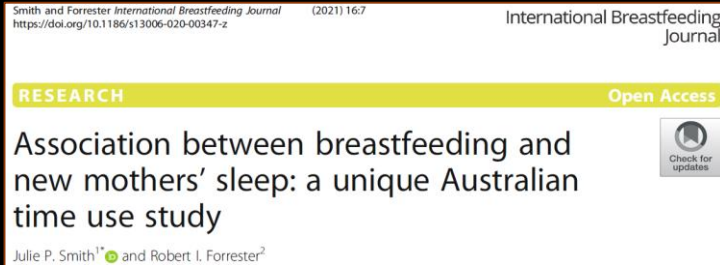 Smith and Forrester International Breastfeeding Journal (2021) 16:7
https://doi.org/10.1186/s13006-020-00347-z
International Breastfeeding
Journal
RESEARCH
Open Access
Association between breastfeeding and
new mothers' sleep: a unique Australian
time use study
Check for
updates
Julie P. Smith1* and Robert I. Forrester2